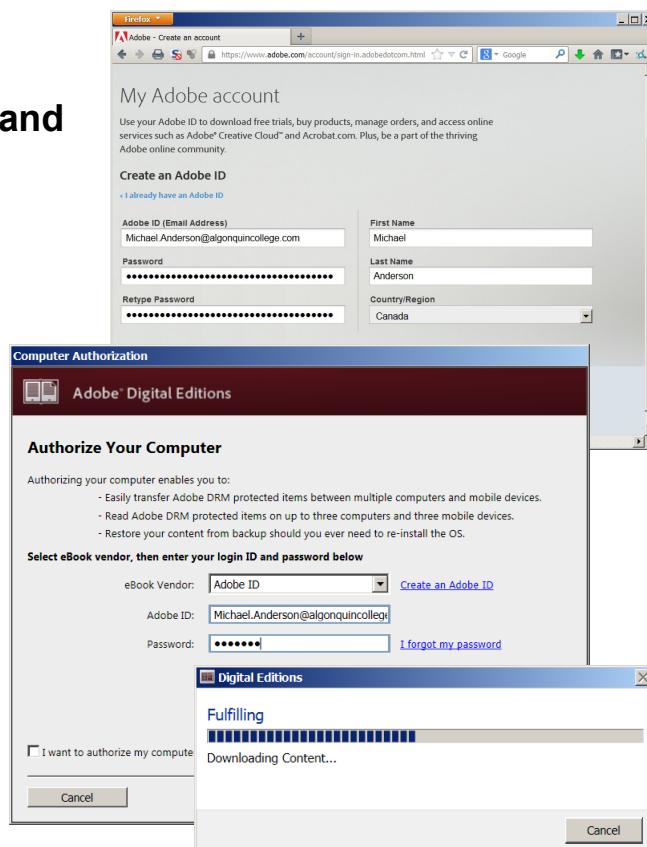 and
Firefox
Adobe - Create an account
https://www.adobe.com/account/sign-in.adobedotcom.html
Google
My Adobe account
Use your Adobe ID to download free trials, buy products, manage orders, and access online
services such as Adobe® Creative Cloud™ and Acrobat.com. Plus, be a part of the thriving
Adobe online community.
Create an Adobe ID
‹ I already have an Adobe ID
Adobe ID (Email Address)
First Name
Michael.Anderson@algonquincollege.com
Michael
Password
Last Name
Anderson
Retype Password
Country/Region
Canada
Computer Authorization
Adobe® Digital Editions
Authorize Your Computer
Authorizing your computer enables you to:
- Easily transfer Adobe DRM protected items between multiple computers and mobile devices.
- Read Adobe DRM protected items on up to three computers and three mobile devices.
- Restore your content from backup should you ever need to re-install the OS.
Select eBook vendor, then enter your login ID and password below
eBook Vendor: Adobe ID Create an Adobe ID
Adobe ID: Michael.Anderson@algonquincolleg
Password: I forgot my password
Digital Editions
Fulfilling
I want to authorize my compute
Downloading Content...
Cancel
Cancel